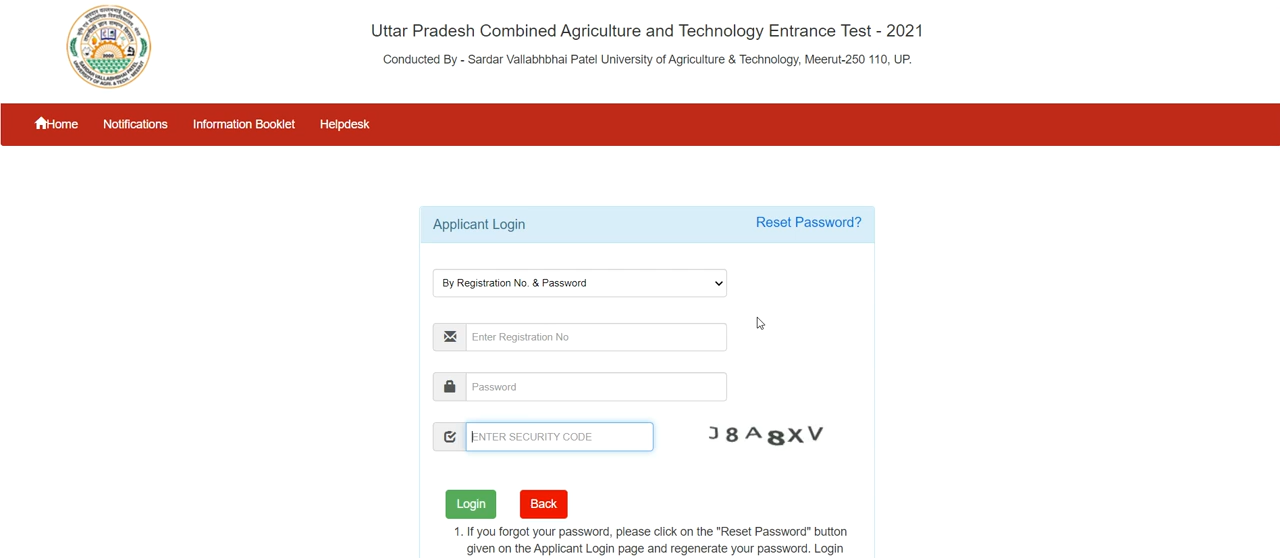 Uttar Pradesh Combined Agriculture and Technology Entrance Test - 2021
Conducted By - Sardar Vallabhbhai Patel University of Agriculture & Technology, Meerut-250 110, UP.
Home Notifications Information Booklet Helpdesk
Applicant Login Reset Password?
By Registration No. & Password
Enter Registration No
Password
ENTER SECURITY CODE J8A8XV
Login Back
1. If you forgot your password, please click on the "Reset Password" button
given on the Applicant Login page and regenerate your password. Login